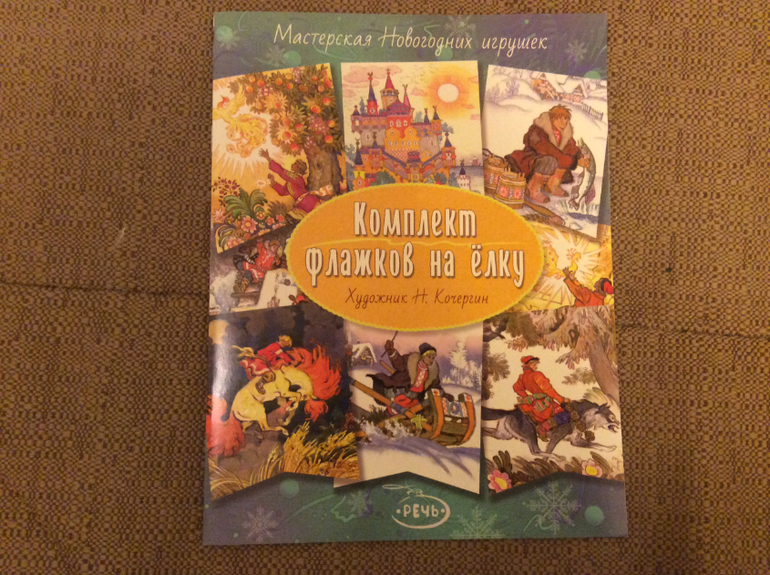 Мастерская Новогодних игрушек
Комплект
флажков на ёлку
Художник Н. Кочергин
·РЕЧЬ·